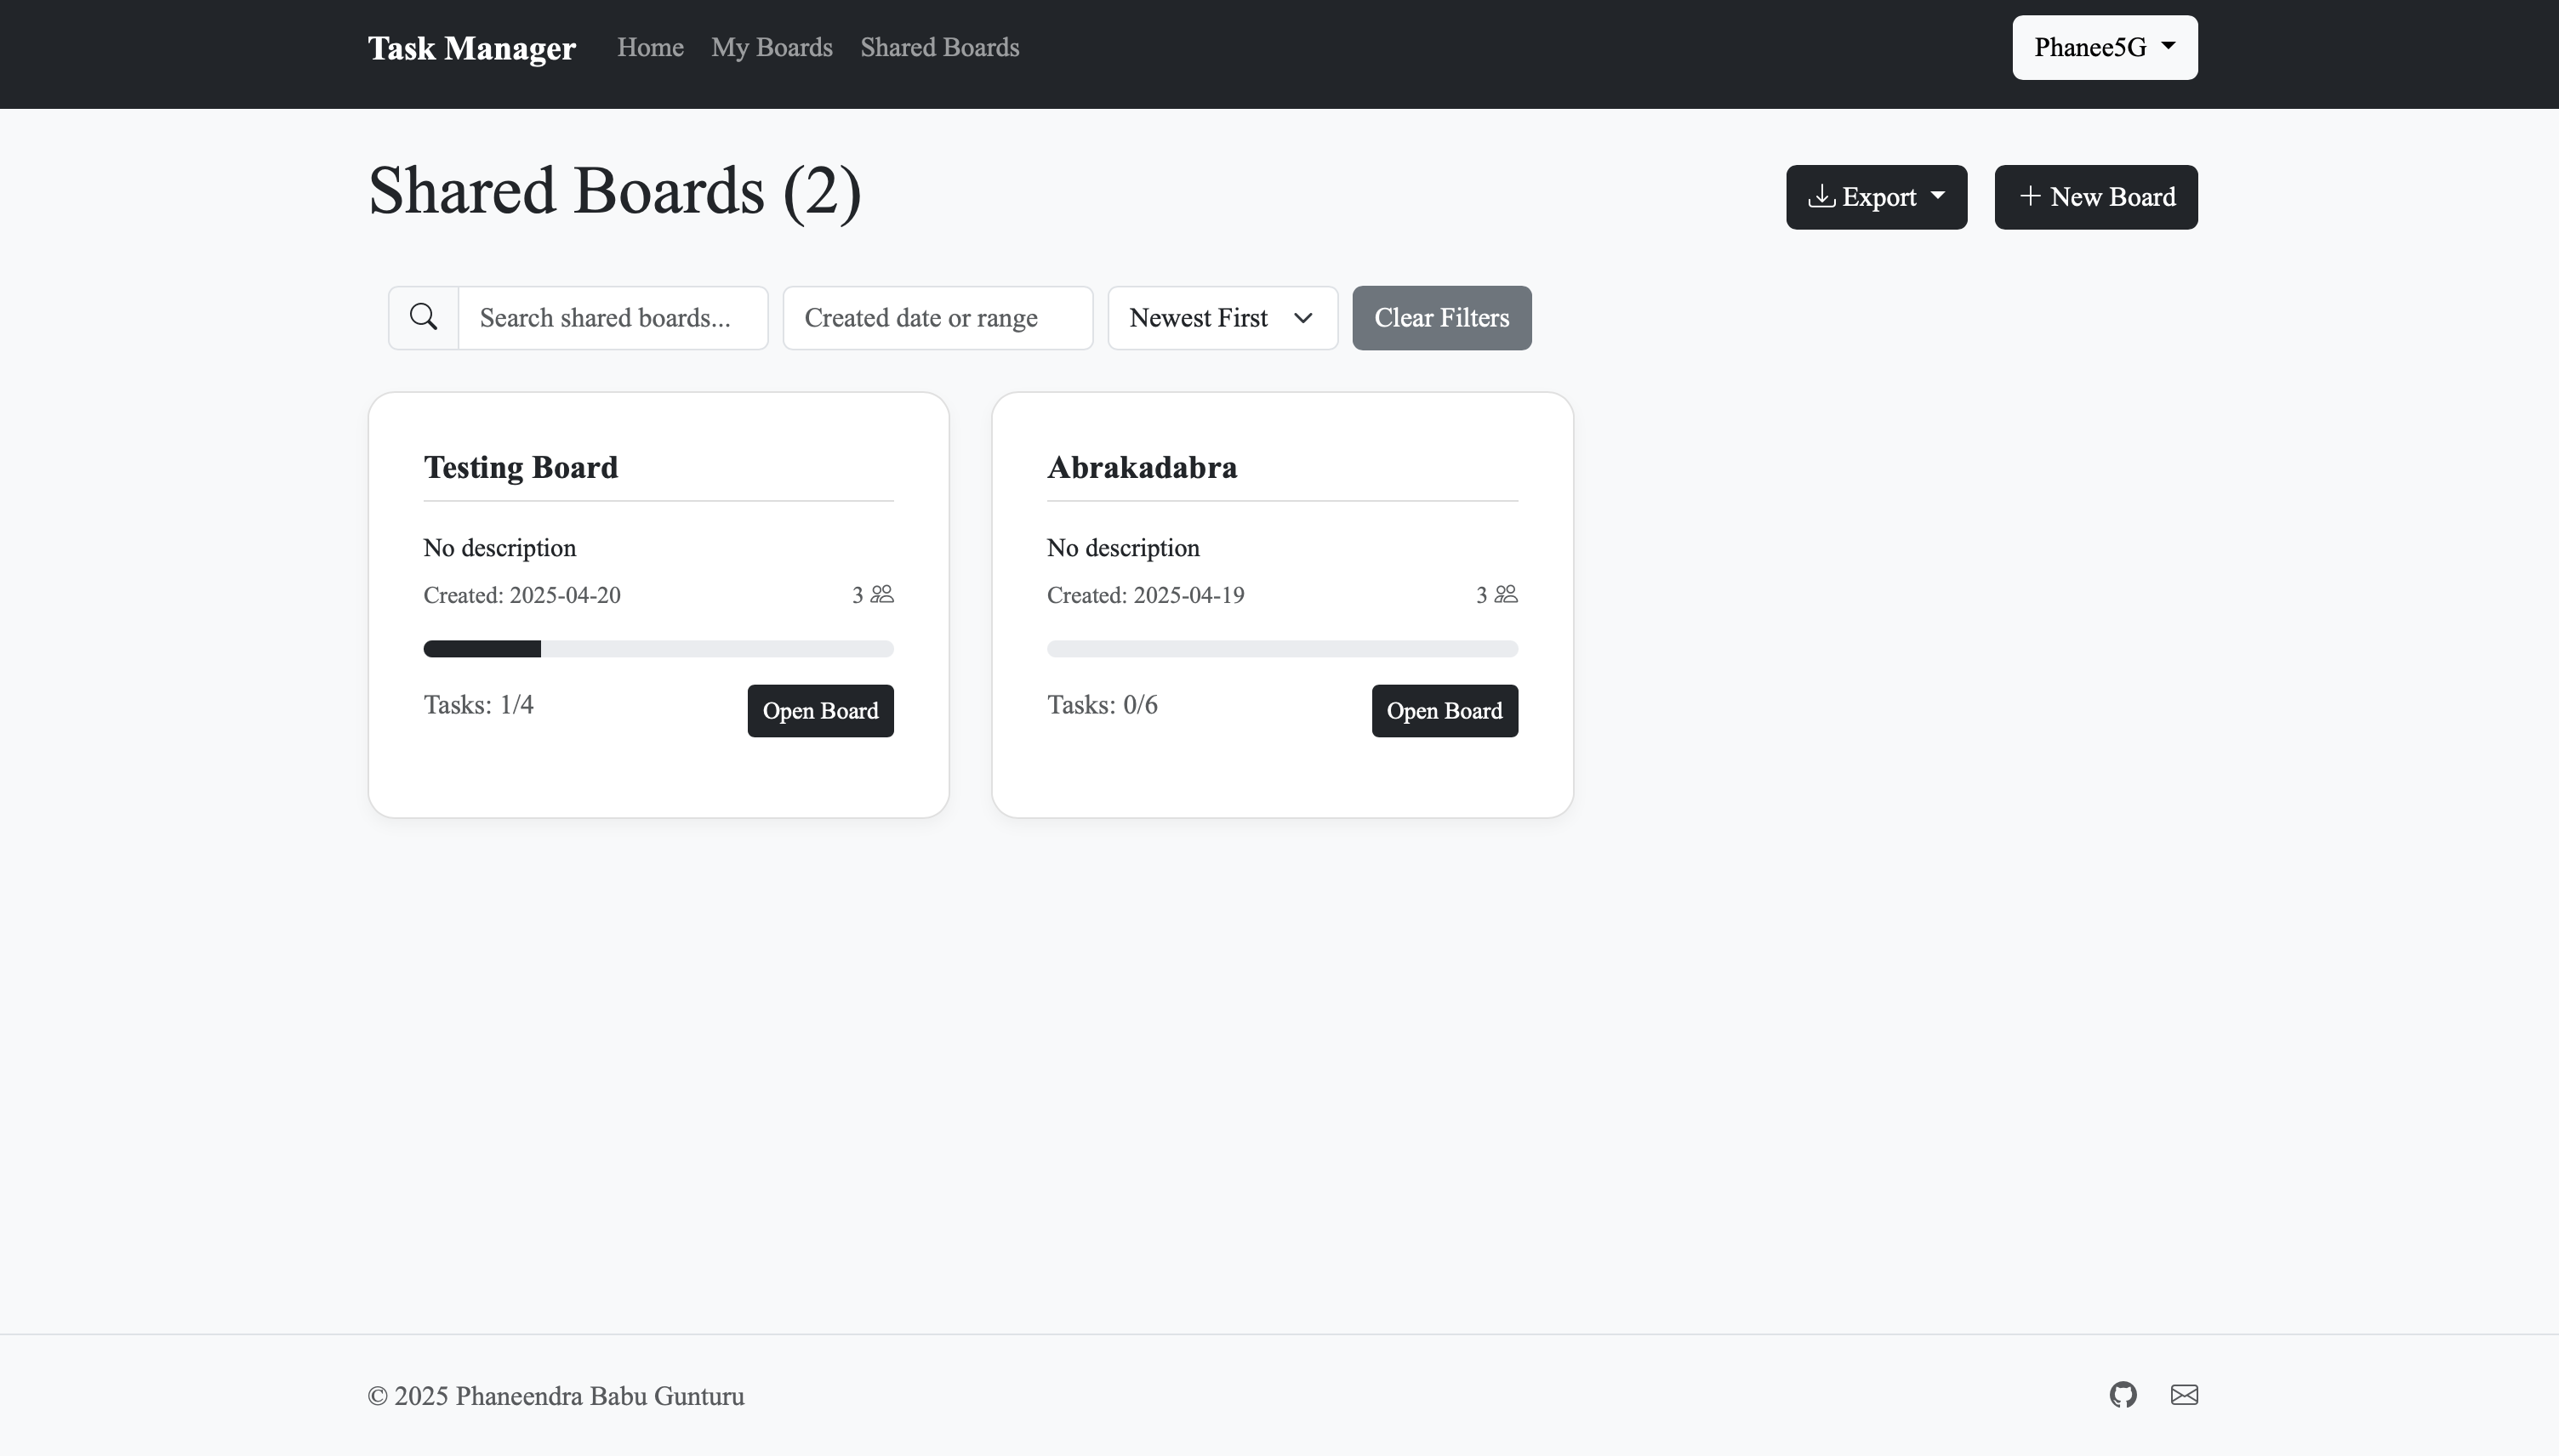 Task Manager Home My Boards Shared Boards Phanee5G
Shared Boards (2) Export New Board
Search shared boards... Created date or range Newest First Clear Filters
Testing Board
No description
Created: 2025-04-20 3
Tasks: 1/4 Open Board
Abrakadabra
No description
Created: 2025-04-19 3
Tasks: 0/6 Open Board
© 2025 Phaneendra Babu Gunturu